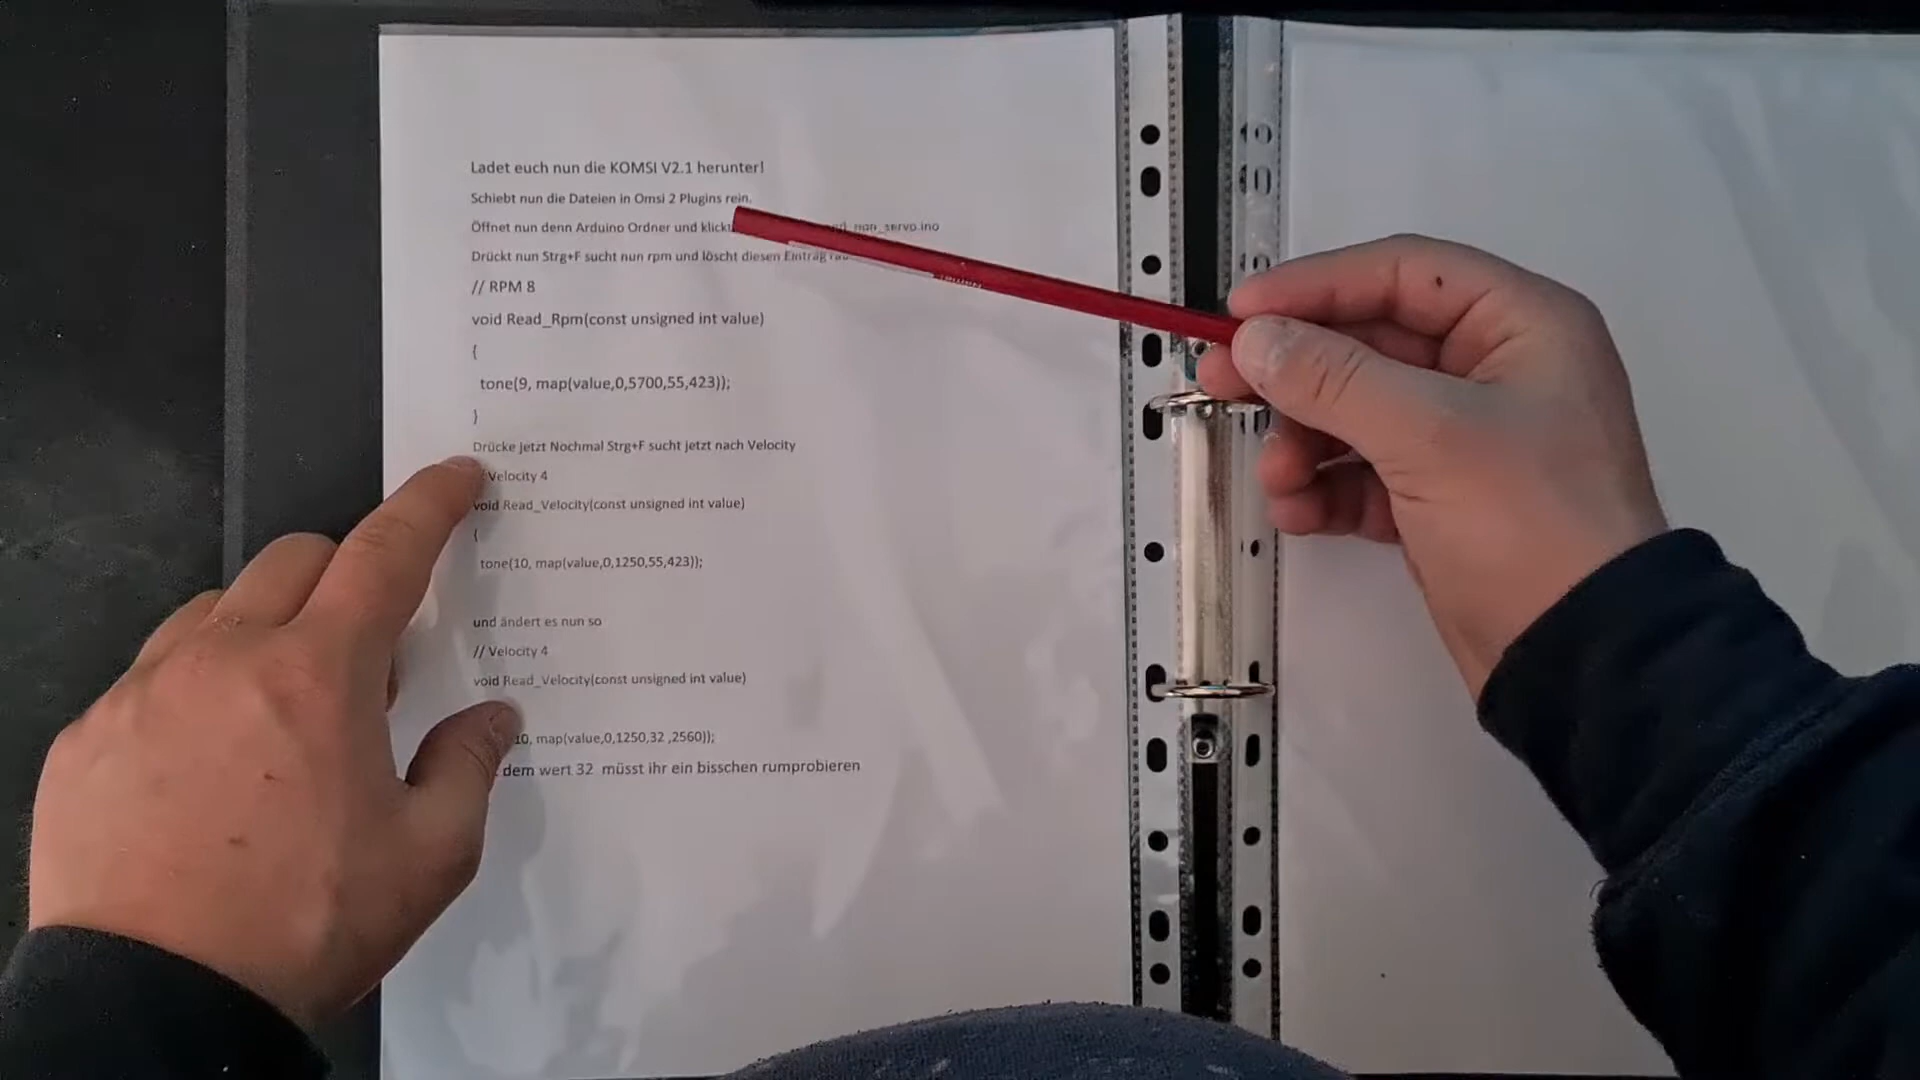 Ladet euch nun die KOMSI V2.1 herunter!
Schiebt nun die Dateien in Omsi 2 Plugins rein.
Öffnet nun denn Arduino Ordner und klickt non_servo.ino
Drückt nun Strg+F sucht nun rpm und löscht diesen Eintrag
// RPM 8
void Read_Rpm(const unsigned int value)
{
tone(9, map(value,0,5700,55,423));
}
Drücke jetzt Nochmal Strg+F sucht jetzt nach Velocity
Velocity 4
void Read_Velocity(const unsigned int value)
{
tone(10, map(value,0,1250,55,423));
und ändert es nun so
// Velocity 4
void Read_Velocity(const unsigned int value)
10, map(value,0,1250,32 ,2560));
dem wert 32 müsst ihr ein bisschen rumprobieren